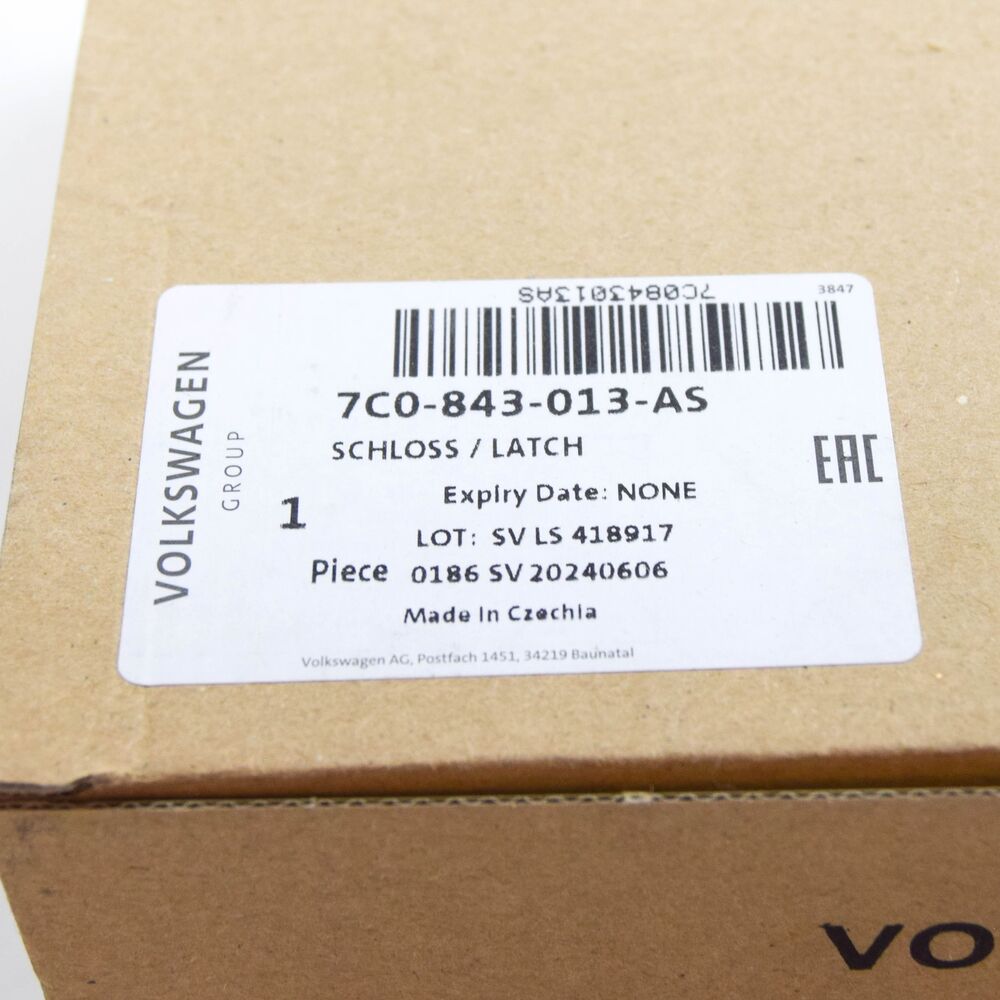 7C0843013AS
3847
7C0-843-013-AS
SCHLOSS / LATCH
EAC
Expiry Date: NONE
1
LOT: SV LS 418917
Piece 0186 SV 20240606
Made in Czechia
Volkswagen AG, Postfach 1451, 34219 Baunatal
VOLKSWAGEN
GROUP
VO